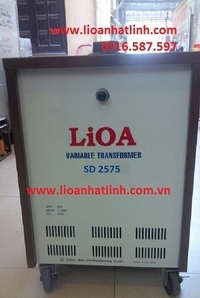 www.lioanhatlinh.com
0916.587.597
LiOA
VARIABLE TRANSFORMER
SD 2575
www.lioanhatlinh.com.vn